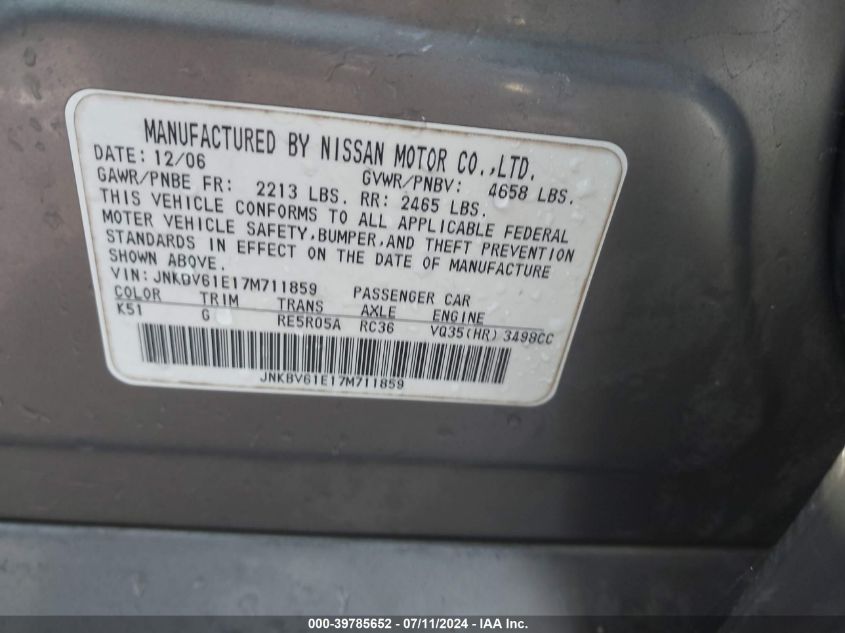 MANUFACTURED BY NISSAN MOTOR CO.,LTD.
DATE: 12/06 GVWR/PNBV: 4658 LBS.
GAWR/PNBE FR: 2213 LBS. RR: 2465 LBS.
THIS VEHICLE CONFORMS TO ALL APPLICABLE FEDERAL
MOTER VEHICLE SAFETY,BUMPER,AND THEFT PREVENTION
STANDARDS IN EFFECT ON THE DATE OF MANUFACTURE
SHOWN ABOVE.
VIN: JNKBV61E17M711859 PASSENGER CAR
COLOR TRIM TRANS AXLE ENGINE
K51 G RE5R05A RC36 VQ35(HR) 3498CC
JNKBV61E17M711859
000-39785652 / 07/11/2024 - IAA Inc.